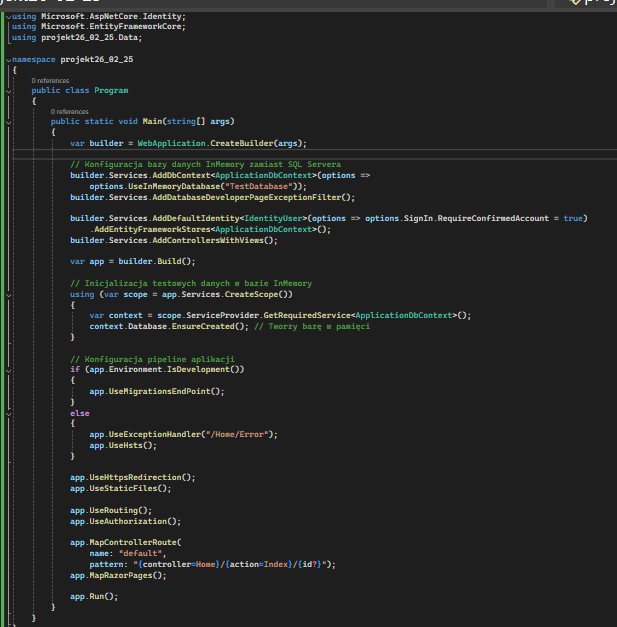 using Microsoft.AspNetCore.Identity;
using Microsoft.EntityFrameworkCore;
using projekt26_02_25.Data;
namespace projekt26_02_25
{
0 references
public class Program
{
0 references
public static void Main(string[] args)
{
var builder = WebApplication.CreateBuilder(args);
// Konfiguracja bazy danych InMemory zamiast SQL Servera
builder.Services.AddDbContext<ApplicationDbContext>(options =>
options.UseInMemoryDatabase("TestDatabase"));
builder.Services.AddDatabaseDeveloperPageExceptionFilter();
builder.Services.AddDefaultIdentity<IdentityUser>(options => options.SignIn.RequireConfirmedAccount = true)
.AddEntityFrameworkStores<ApplicationDbContext>();
builder.Services.AddControllersWithViews();
var app = builder.Build();
// Inicjalizacja testowych danych w bazie InMemory
using (var scope = app.Services.CreateScope())
{
var context = scope.ServiceProvider.GetRequiredService<ApplicationDbContext>();
context.Database.EnsureCreated(); // Tworzy bazę w pamięci
}
// Konfiguracja pipeline aplikacji
if (app.Environment.IsDevelopment())
{
app.UseMigrationsEndPoint();
}
else
{
app.UseExceptionHandler("/Home/Error");
app.UseHsts();
}
app.UseHttpsRedirection();
app.UseStaticFiles();
app.UseRouting();
app.UseAuthorization();
app.MapControllerRoute(
name: "default",
pattern: "{controller=Home}/{action=Index}/{id?}");
app.MapRazorPages();
app.Run();
}
}